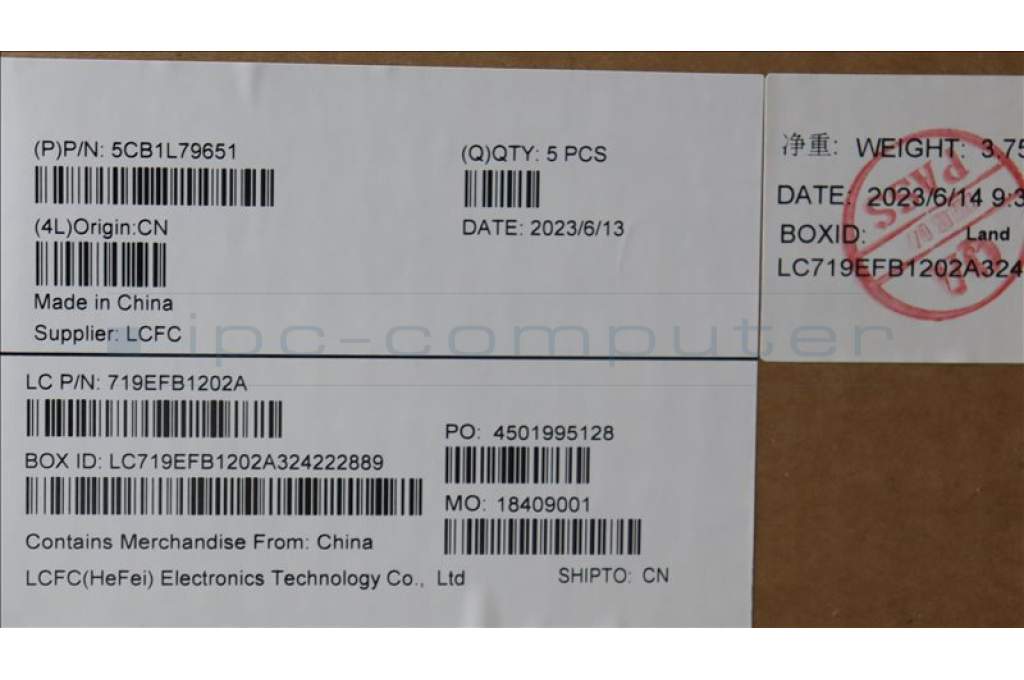 (P)P/N: 5CB1L79651
(Q)QTY: 5 PCS
(4L)Origin:CN
DATE: 2023/6/13
Made in China
Supplier: LCFC
净重: WEIGHT: 3.75
DATE: 2023/6/14 9:3
BOXID: Land
LC719EFB1202A324
PASS
ipc-computer
LC P/N: 719EFB1202A
PO: 4501995128
BOX ID: LC719EFB1202A324222889
MO: 18409001
Contains Merchandise From: China
LCFC(HeFei) Electronics Technology Co., Ltd
SHIPTO: CN